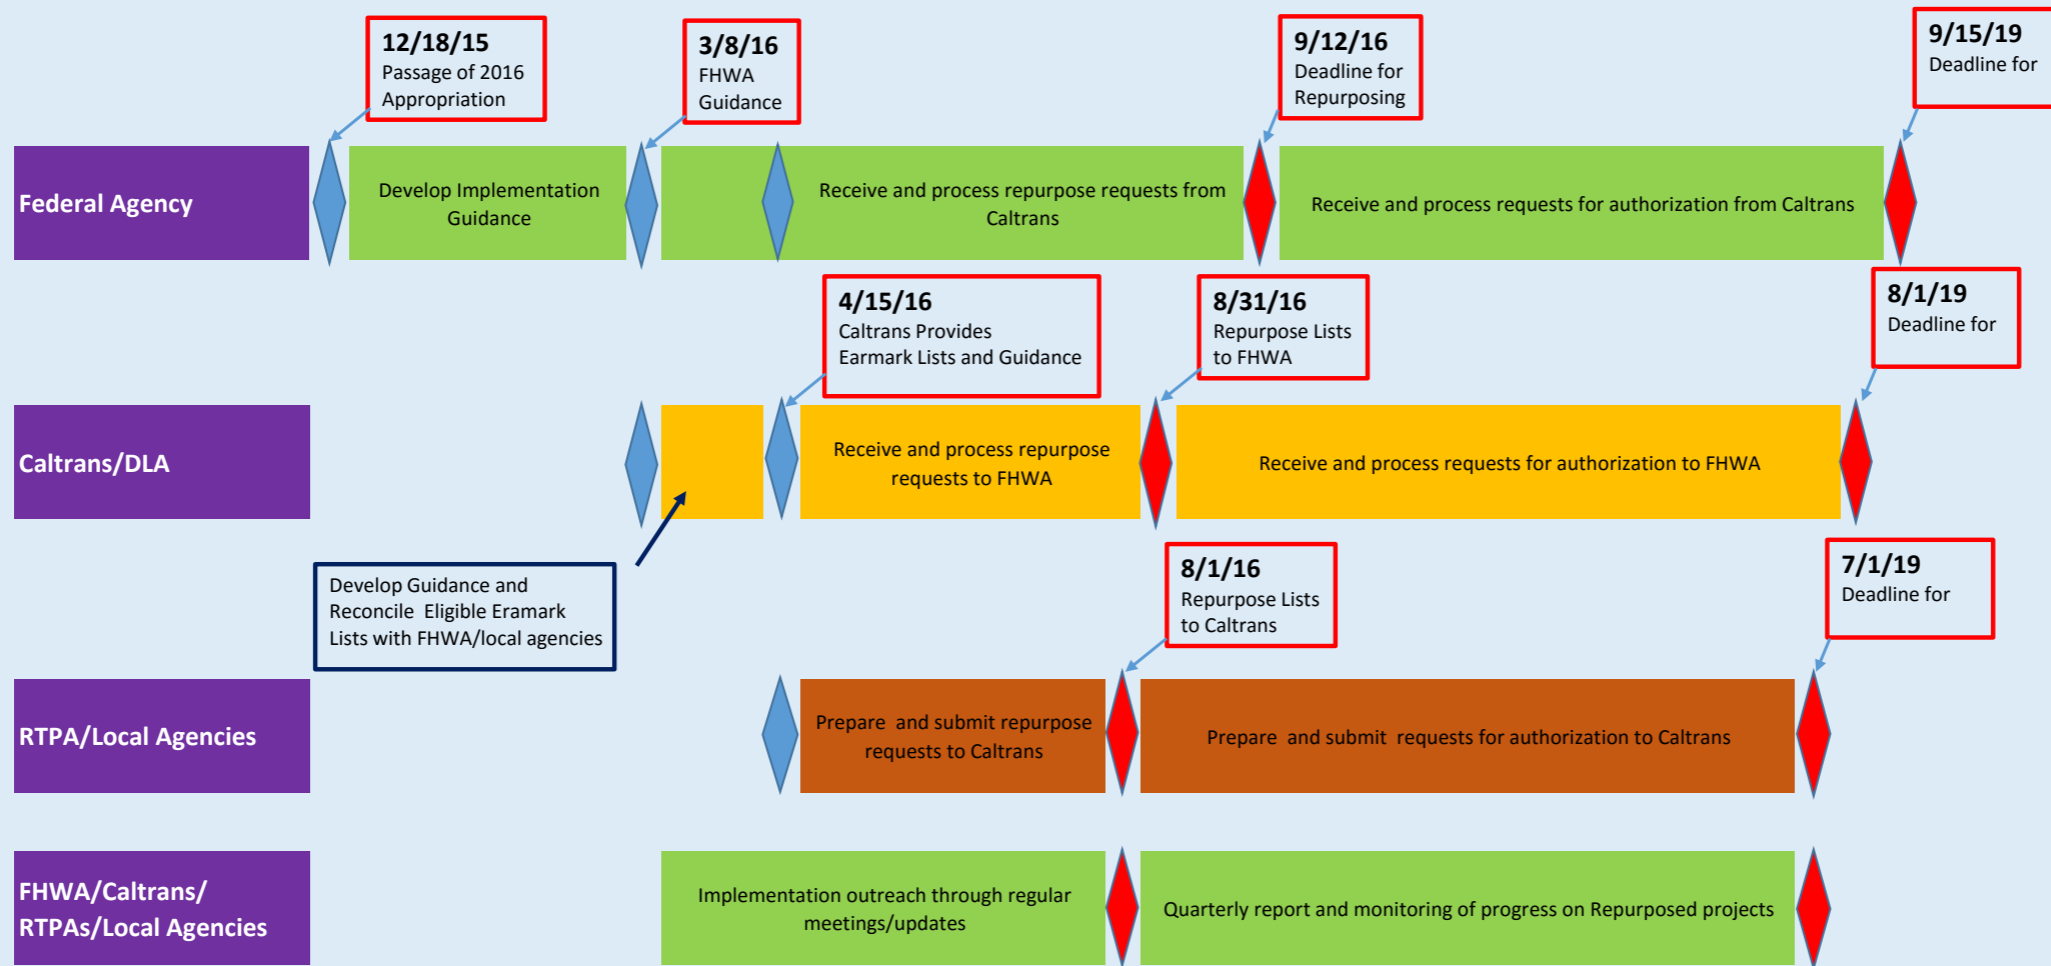 12/18/15
Passage of 2016
Appropriation
3/8/16
FHWA
Guidance
9/12/16
Deadline for
Repurposing
9/15/19
Deadline for
Federal Agency
Develop Implementation
Guidance
Receive and process repurpose requests from
Caltrans
Receive and process requests for authorization from Caltrans
4/15/16
Caltrans Provides
Earmark Lists and Guidance
8/31/16
Repurpose Lists
to FHWA
8/1/19
Deadline for
Caltrans/DLA
Receive and process repurpose
requests to FHWA
Receive and process requests for authorization to FHWA
Develop Guidance and
Reconcile Eligible Eramark
Lists with FHWA/local agencies
8/1/16
Repurpose Lists
to Caltrans
7/1/19
Deadline for
RTPA/Local Agencies
Prepare and submit repurpose
requests to Caltrans
Prepare and submit requests for authorization to Caltrans
FHWA/Caltrans/
RTPAs/Local Agencies
Implementation outreach through regular
meetings/updates
Quarterly report and monitoring of progress on Repurposed projects